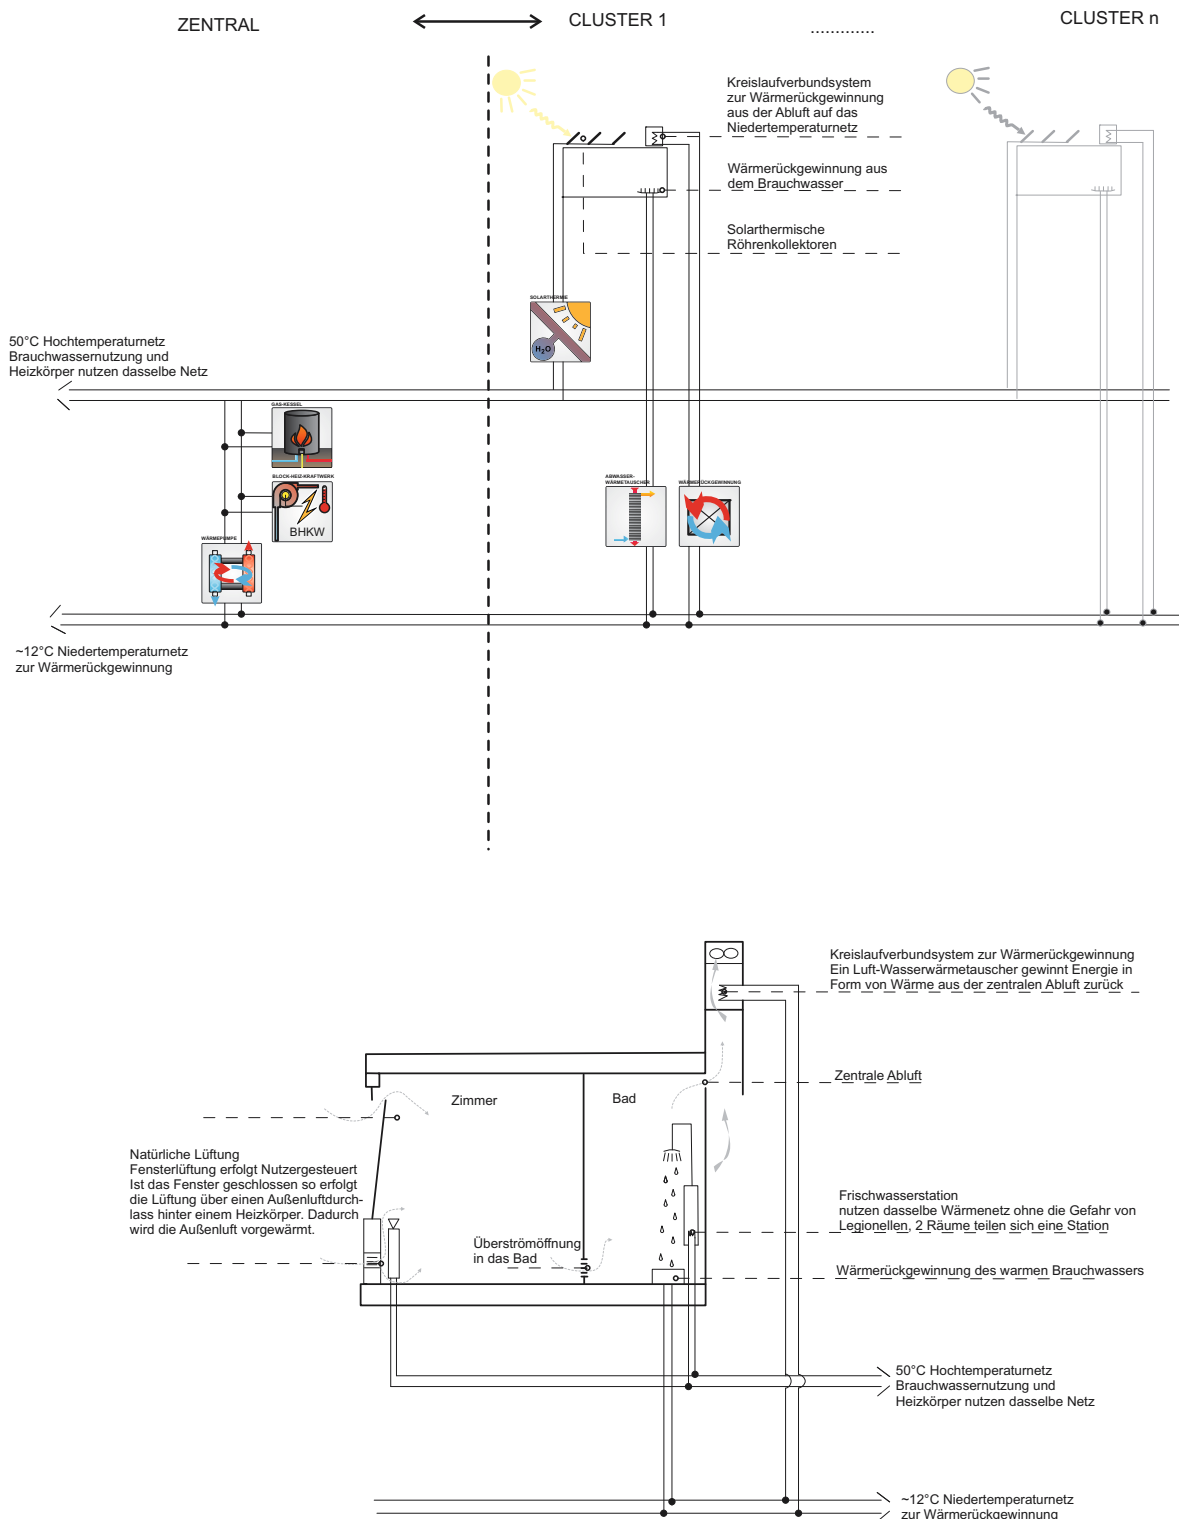 ZENTRAL
CLUSTER 1
.............
CLUSTER n
Kreislaufverbundsystem
zur Wärmerückgewinnung
aus der Abluft auf das
Niedertemperaturnetz
Wärmerückgewinnung aus
dem Brauchwasser
Solarthermische
Röhrenkollektoren
SOLARTHERMIE
H2O
50°C Hochtemperaturnetz
Brauchwassernutzung und
Heizkörper nutzen dasselbe Netz
GAS-KESSEL
BLOCK-HEIZ-KRAFTWERK
BHKW
WÄRMEPUMPE
ABWASSER-
WÄRMETAUSCHER
WÄRMERÜCKGEWINNUNG
~12°C Niedertemperaturnetz
zur Wärmerückgewinnung
Kreislaufverbundsystem zur Wärmerückgewinnung
Ein Luft-Wasserwärmetauscher gewinnt Energie in
Form von Wärme aus der zentralen Abluft zurück
Zentrale Abluft
Zimmer
Bad
Natürliche Lüftung
Fensterlüftung erfolgt Nutzergesteuert
Ist das Fenster geschlossen so erfolgt
die Lüftung über einen Außenluftdurch-
lass hinter einem Heizkörper. Dadurch
wird die Außenluft vorgewärmt.
Überströmöffnung
in das Bad
Frischwasserstation
nutzen dasselbe Wärmenetz ohne die Gefahr von
Legionellen, 2 Räume teilen sich eine Station
Wärmerückgewinnung des warmen Brauchwassers
50°C Hochtemperaturnetz
Brauchwassernutzung und
Heizkörper nutzen dasselbe Netz
~12°C Niedertemperaturnetz
zur Wärmerückgewinnung